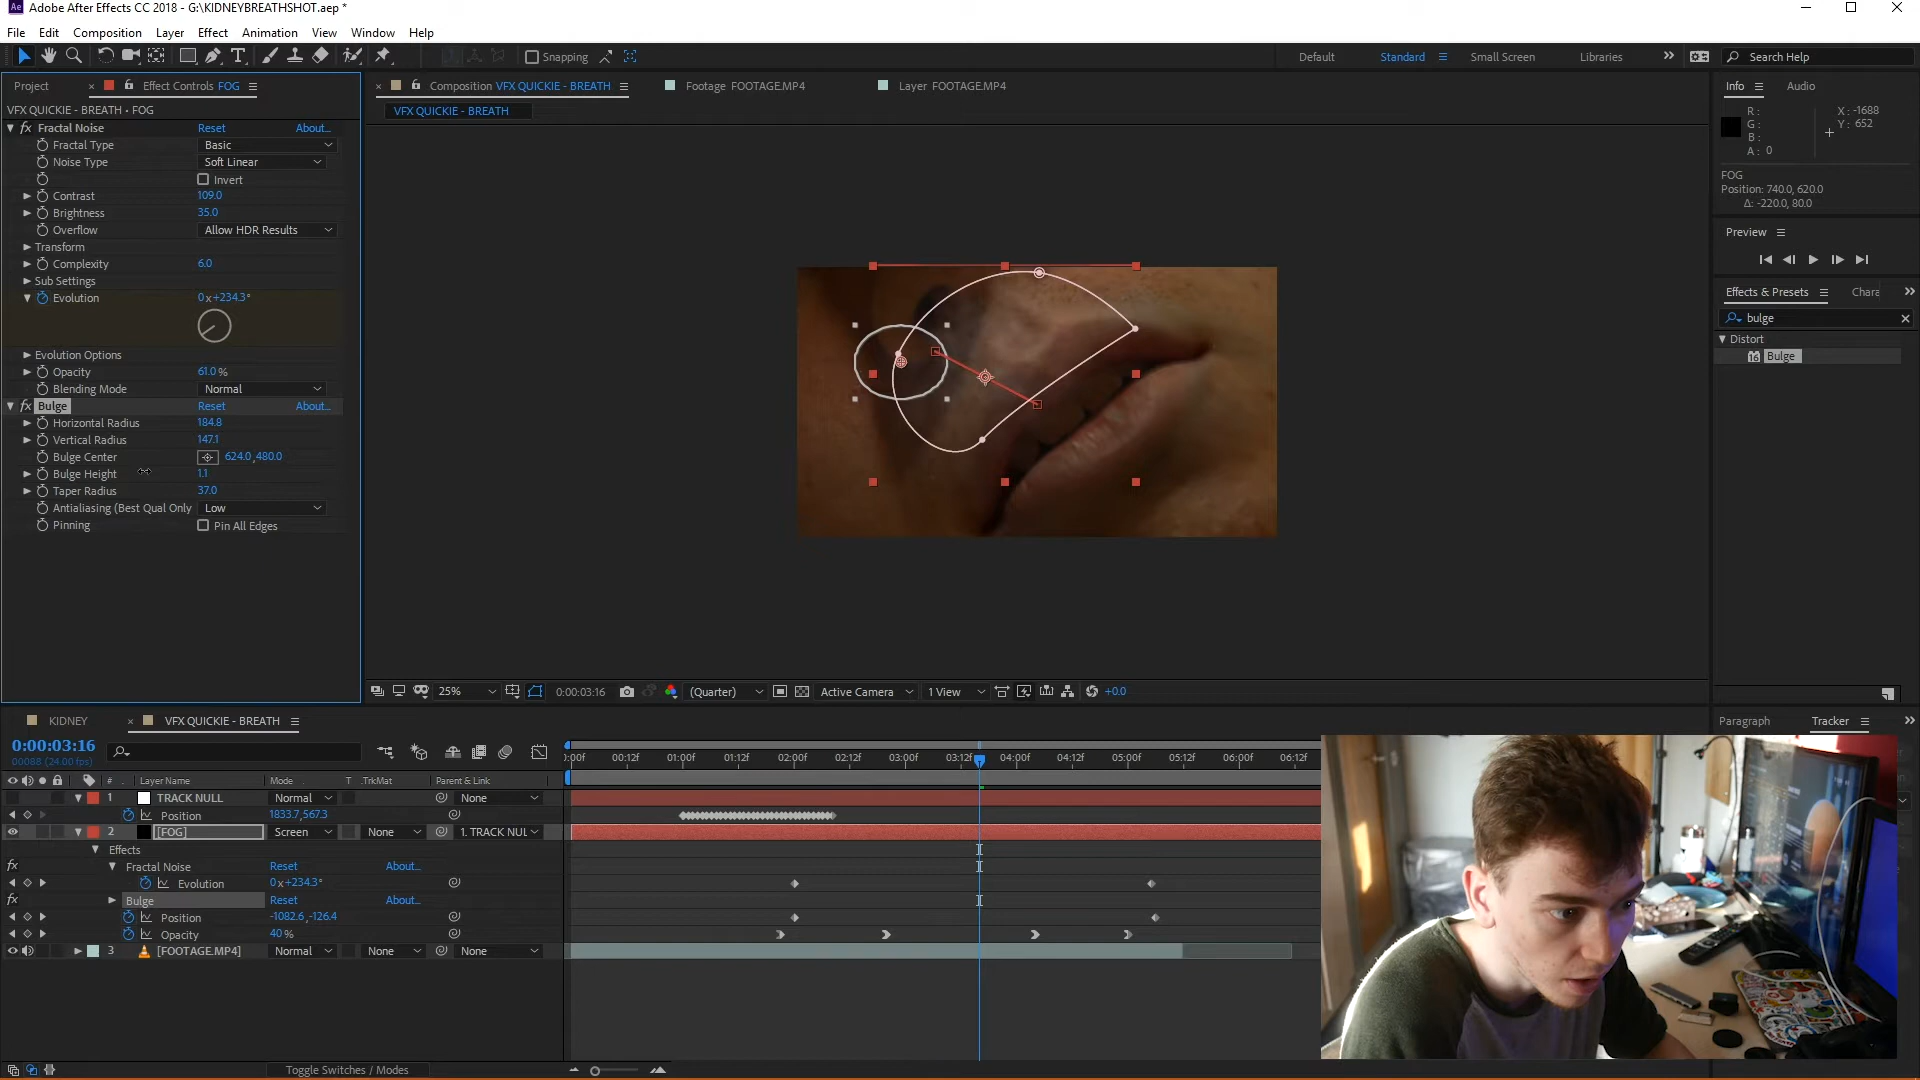 Ae Adobe After Effects CC 2018 - G:\KIDNEYBREATHSHOT.aep *
File Edit Composition Layer Effect Animation View Window Help
Snapping
Default Standard Small Screen Libraries
Search Help
Project Effect Controls FOG
Composition VFX QUICKIE - BREATH Footage FOOTAGE.MP4 Layer FOOTAGE.MP4
VFX QUICKIE - BREATH • FOG
VFX QUICKIE - BREATH
Fractal Noise Reset About...
Fractal Type Basic
Noise Type Soft Linear
Invert
Contrast 109.0
Brightness 35.0
Overflow Allow HDR Results
Transform
Complexity 6.0
Sub Settings
Evolution 0x+234.3°
Evolution Options
Opacity 61.0 %
Blending Mode Normal
Bulge Reset About...
Horizontal Radius 184.8
Vertical Radius 147.1
Bulge Center 624.0,480.0
Bulge Height 1.1
Taper Radius 37.0
Antialiasing (Best Qual Only Low
Pinning Pin All Edges
Info Audio
R : X : -1688
G : Y : 652
B :
A : 0
FOG
Position: 740.0, 620.0
Δ: -220.0, 80.0
Preview
Effects & Presets Chara
bulge
Distort
Bulge
25% 0:00:03:16 (Quarter) Active Camera 1 View +0.0
KIDNEY VFX QUICKIE - BREATH
Paragraph Tracker
0:00:03:16
00088 (24.00 fps)
:00f 00:12f 01:00f 01:12f 02:00f 02:12f 03:00f 03:12f 04:00f 04:12f 05:00f 05:12f 06:00f 06:12f
# Layer Name Mode T .TrkMat Parent & Link
1 TRACK NULL Normal None
Position 1833.7,567.3
2 [FOG] Screen None 1. TRACK NUL
Effects
Fractal Noise Reset About...
Evolution 0x+234.3°
Bulge Reset About...
Position -1082.6,-126.4
Opacity 40 %
3 [FOOTAGE.MP4] Normal None None
Toggle Switches / Modes